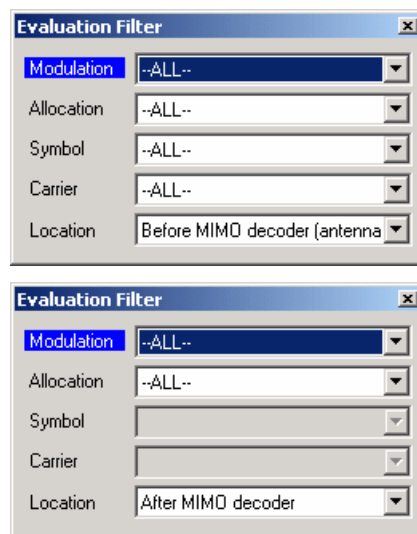 Evaluation Filter
Modulation --ALL--
Allocation --ALL--
Symbol --ALL--
Carrier --ALL--
Location Before MIMO decoder (antenna
Evaluation Filter
Modulation --ALL--
Allocation --ALL--
Symbol
Carrier
Location After MIMO decoder